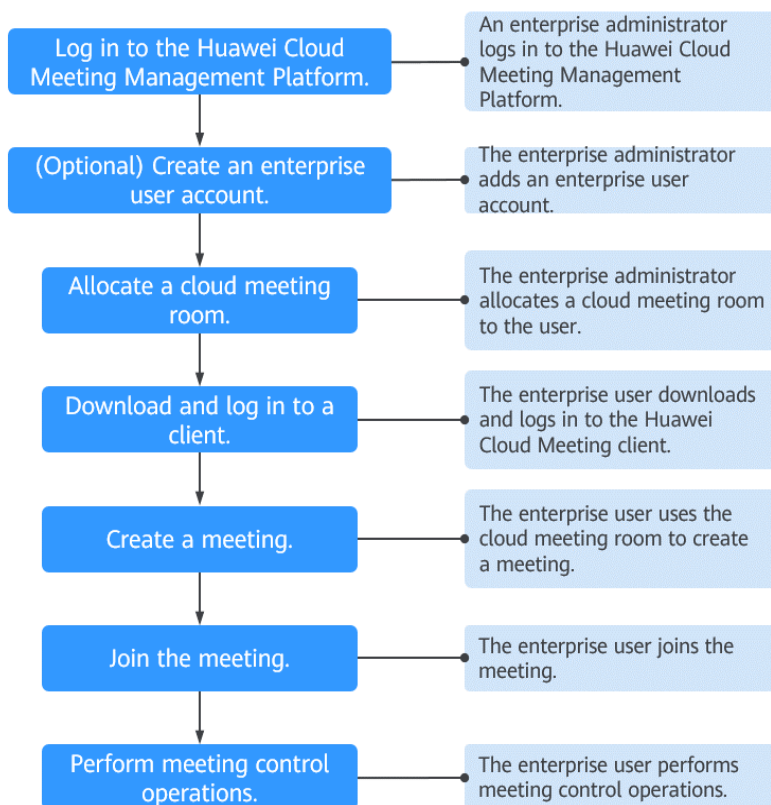 Log in to the Huawei Cloud
Meeting Management Platform.
An enterprise administrator
logs in to the Huawei Cloud
Meeting Management
Platform.
(Optional) Create an enterprise
user account.
The enterprise administrator
adds an enterprise user
account.
Allocate a cloud meeting
room.
The enterprise administrator
allocates a cloud meeting room
to the user.
Download and log in to a
client.
The enterprise user downloads
and logs in to the Huawei
Cloud Meeting client.
Create a meeting.
The enterprise user uses the
cloud meeting room to create
a meeting.
Join the meeting.
The enterprise user joins the
meeting.
Perform meeting control
operations.
The enterprise user performs
meeting control operations.